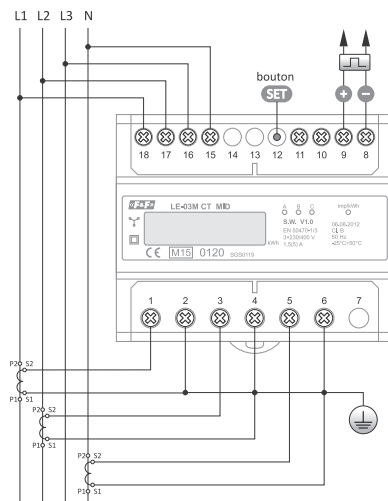 L1 L2 L3 N
bouton
SET
+ −
18 17 16 15 14 13 12 11 10 9 8
F&F
LE-03M CT MID
A B C
imp/kWh
S.W. V1.0
EN 50470-1/3
3×230/400 V
1,5(5) A
06.08.2012
Cl. B
50 Hz
-25°C÷60°C
kWh
CE M15 0120 SGS0119
1 2 3 4 5 6 7
P2 S2
P1 S1
P2 S2
P1 S1
P2 S2
P1 S1